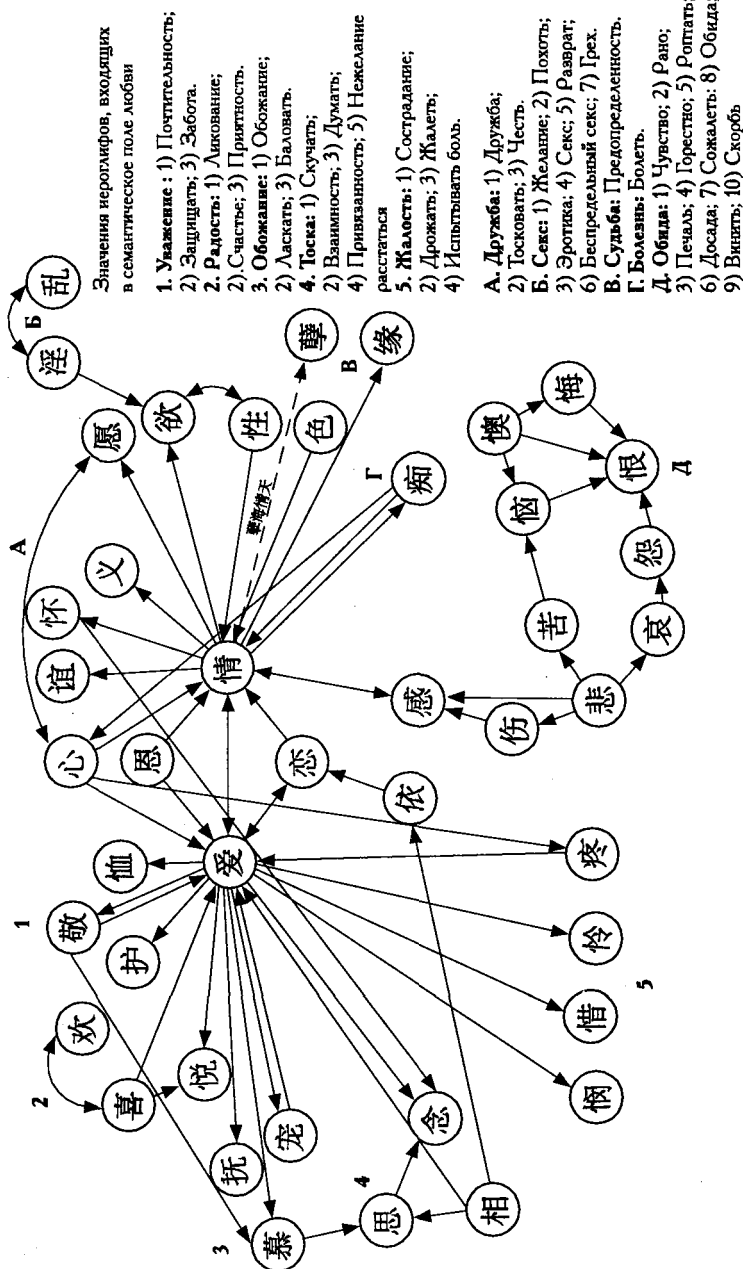 Значения иероглифов, входящих
в семантическое поле любви
1. Уважение : 1) Почтительность;
2) Защищать; 3) Забота.
2. Радость: 1) Ликование;
2).Счастье; 3) Приятность.
3. Обожание: 1) Обожание;
2) Ласкать; 3) Баловать.
4. Тоска: 1) Скучать;
2) Взаимность; 3) Думать;
4) Привязанность; 5) Нежелание
расстаться
5. Жалость: 1) Сострадание;
2) Дрожать; 3) Жалеть;
4) Испытывать боль.
А. Дружба: 1) Дружба;
2) Тосковать; 3) Честь.
Б. Секс: 1) Желание; 2) Похоть;
3) Эротика; 4) Секс; 5) Разврат;
6) Беспредельный секс; 7) Грех.
В. Судьба: Предопределенность.
Г. Болезнь: Болеть.
Д. Обида: 1) Чувство; 2) Рано;
3) Печаль; 4) Горестно; 5) Роптать;
6) Досада; 7) Сожалеть: 8) Обида;
9) Винить; 10) Скорбь
1
2
3
4
5
А
Б
В
Г
Д
乱
淫
愿
欲
性
孽
色
缘
孽海情天
痴
怀
义
谊
情
心
恩
恋
依
爱
恤
敬
护
欢
喜
悦
抚
宠
慕
思
念
相
疼
怜
惜
悯
感
伤
悲
苦
哀
恼
怨
恨
懊
悔